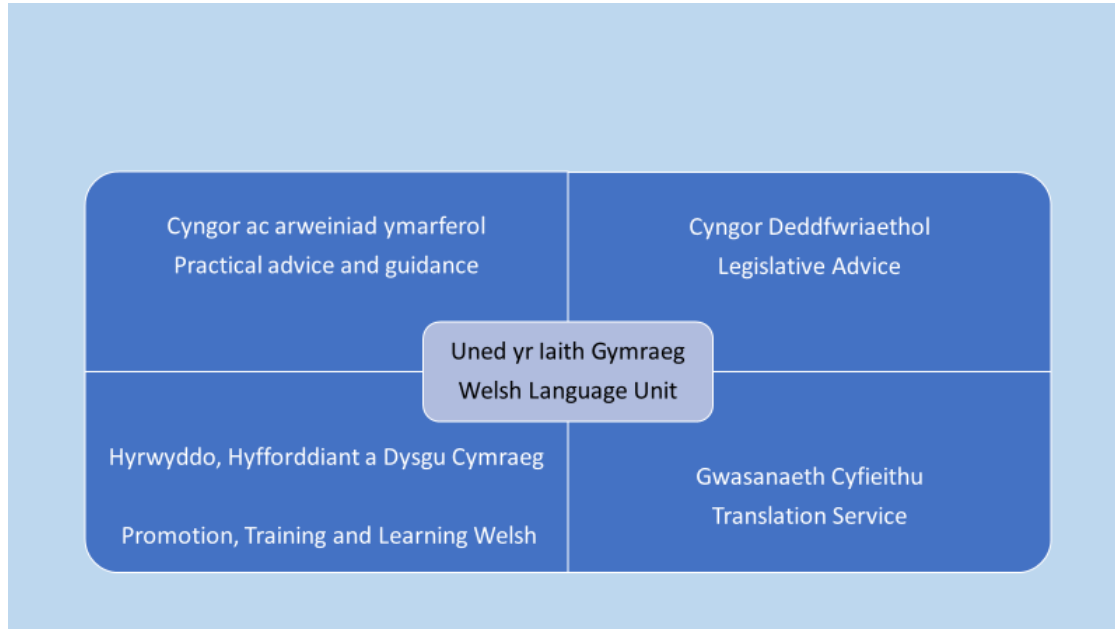 Cyngor ac arweiniad ymarferol
Practical advice and guidance
Cyngor Deddfwriaethol
Legislative Advice
Uned yr Iaith Gymraeg
Welsh Language Unit
Hyrwyddo, Hyfforddiant a Dysgu Cymraeg
Promotion, Training and Learning Welsh
Gwasanaeth Cyfieithu
Translation Service